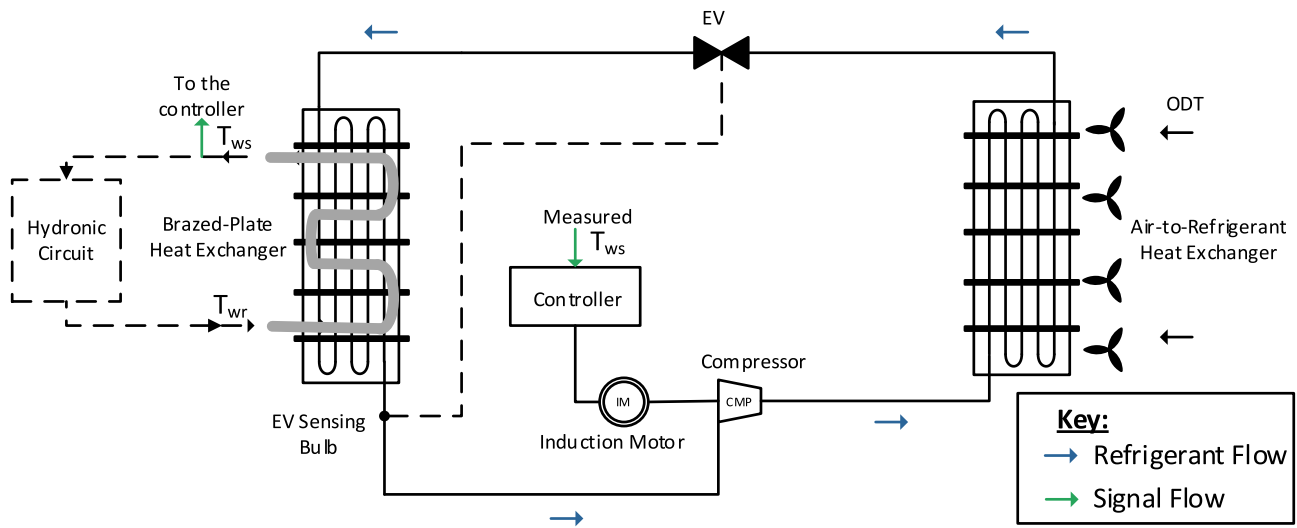 EV
To the
controller
Tws
ODT
Hydronic
Circuit
Brazed-Plate
Heat Exchanger
Measured
Tws
Air-to-Refrigerant
Heat Exchanger
Controller
Twr
Compressor
IM
CMP
EV Sensing
Bulb
Induction Motor
Key:
Refrigerant Flow
Signal Flow